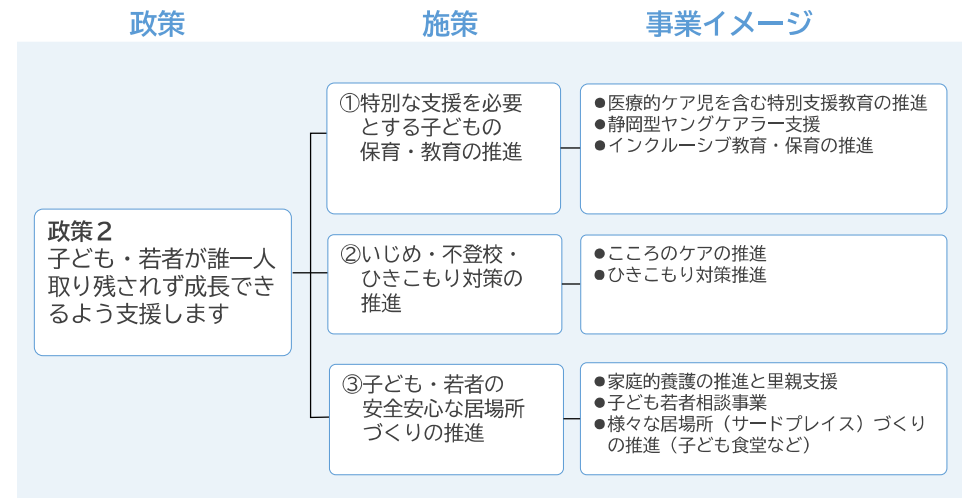 政策
施策
事業イメージ
政策２
子ども・若者が誰一人
取り残されず成長でき
るよう支援します
①特別な支援を必要
とする子どもの
保育・教育の推進
●医療的ケア児を含む特別支援教育の推進
●静岡型ヤングケアラー支援
●インクルーシブ教育・保育の推進
②いじめ・不登校・
ひきこもり対策の
推進
●こころのケアの推進
●ひきこもり対策推進
③子ども・若者の
安全安心な居場所
づくりの推進
●家庭的養護の推進と里親支援
●子ども若者相談事業
●様々な居場所（サードプレイス）づくり
の推進（子ども食堂など）